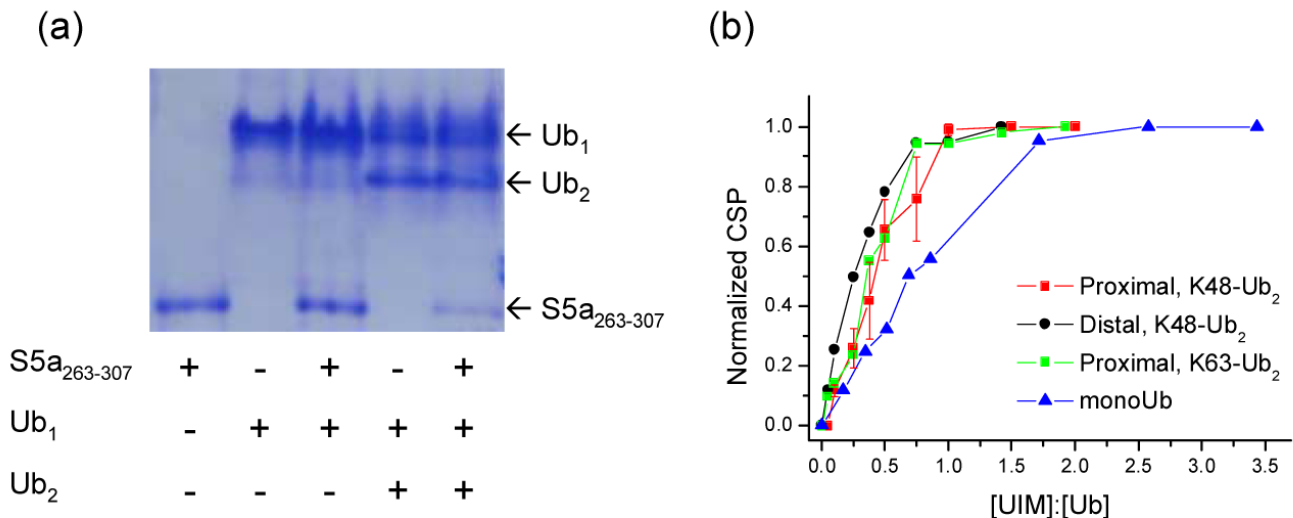 (a)
← Ub₁
← Ub₂
← S5a₂₆₃₋₃₀₇
S5a₂₆₃₋₃₀₇ + - + - +
Ub₁ - + + + +
Ub₂ - - - + +
(b)
Normalized CSP
1.0
0.8
0.6
0.4
0.2
0.0
Proximal, K48-Ub₂
Distal, K48-Ub₂
Proximal, K63-Ub₂
monoUb
0.0 0.5 1.0 1.5 2.0 2.5 3.0 3.5
[UIM]:[Ub]